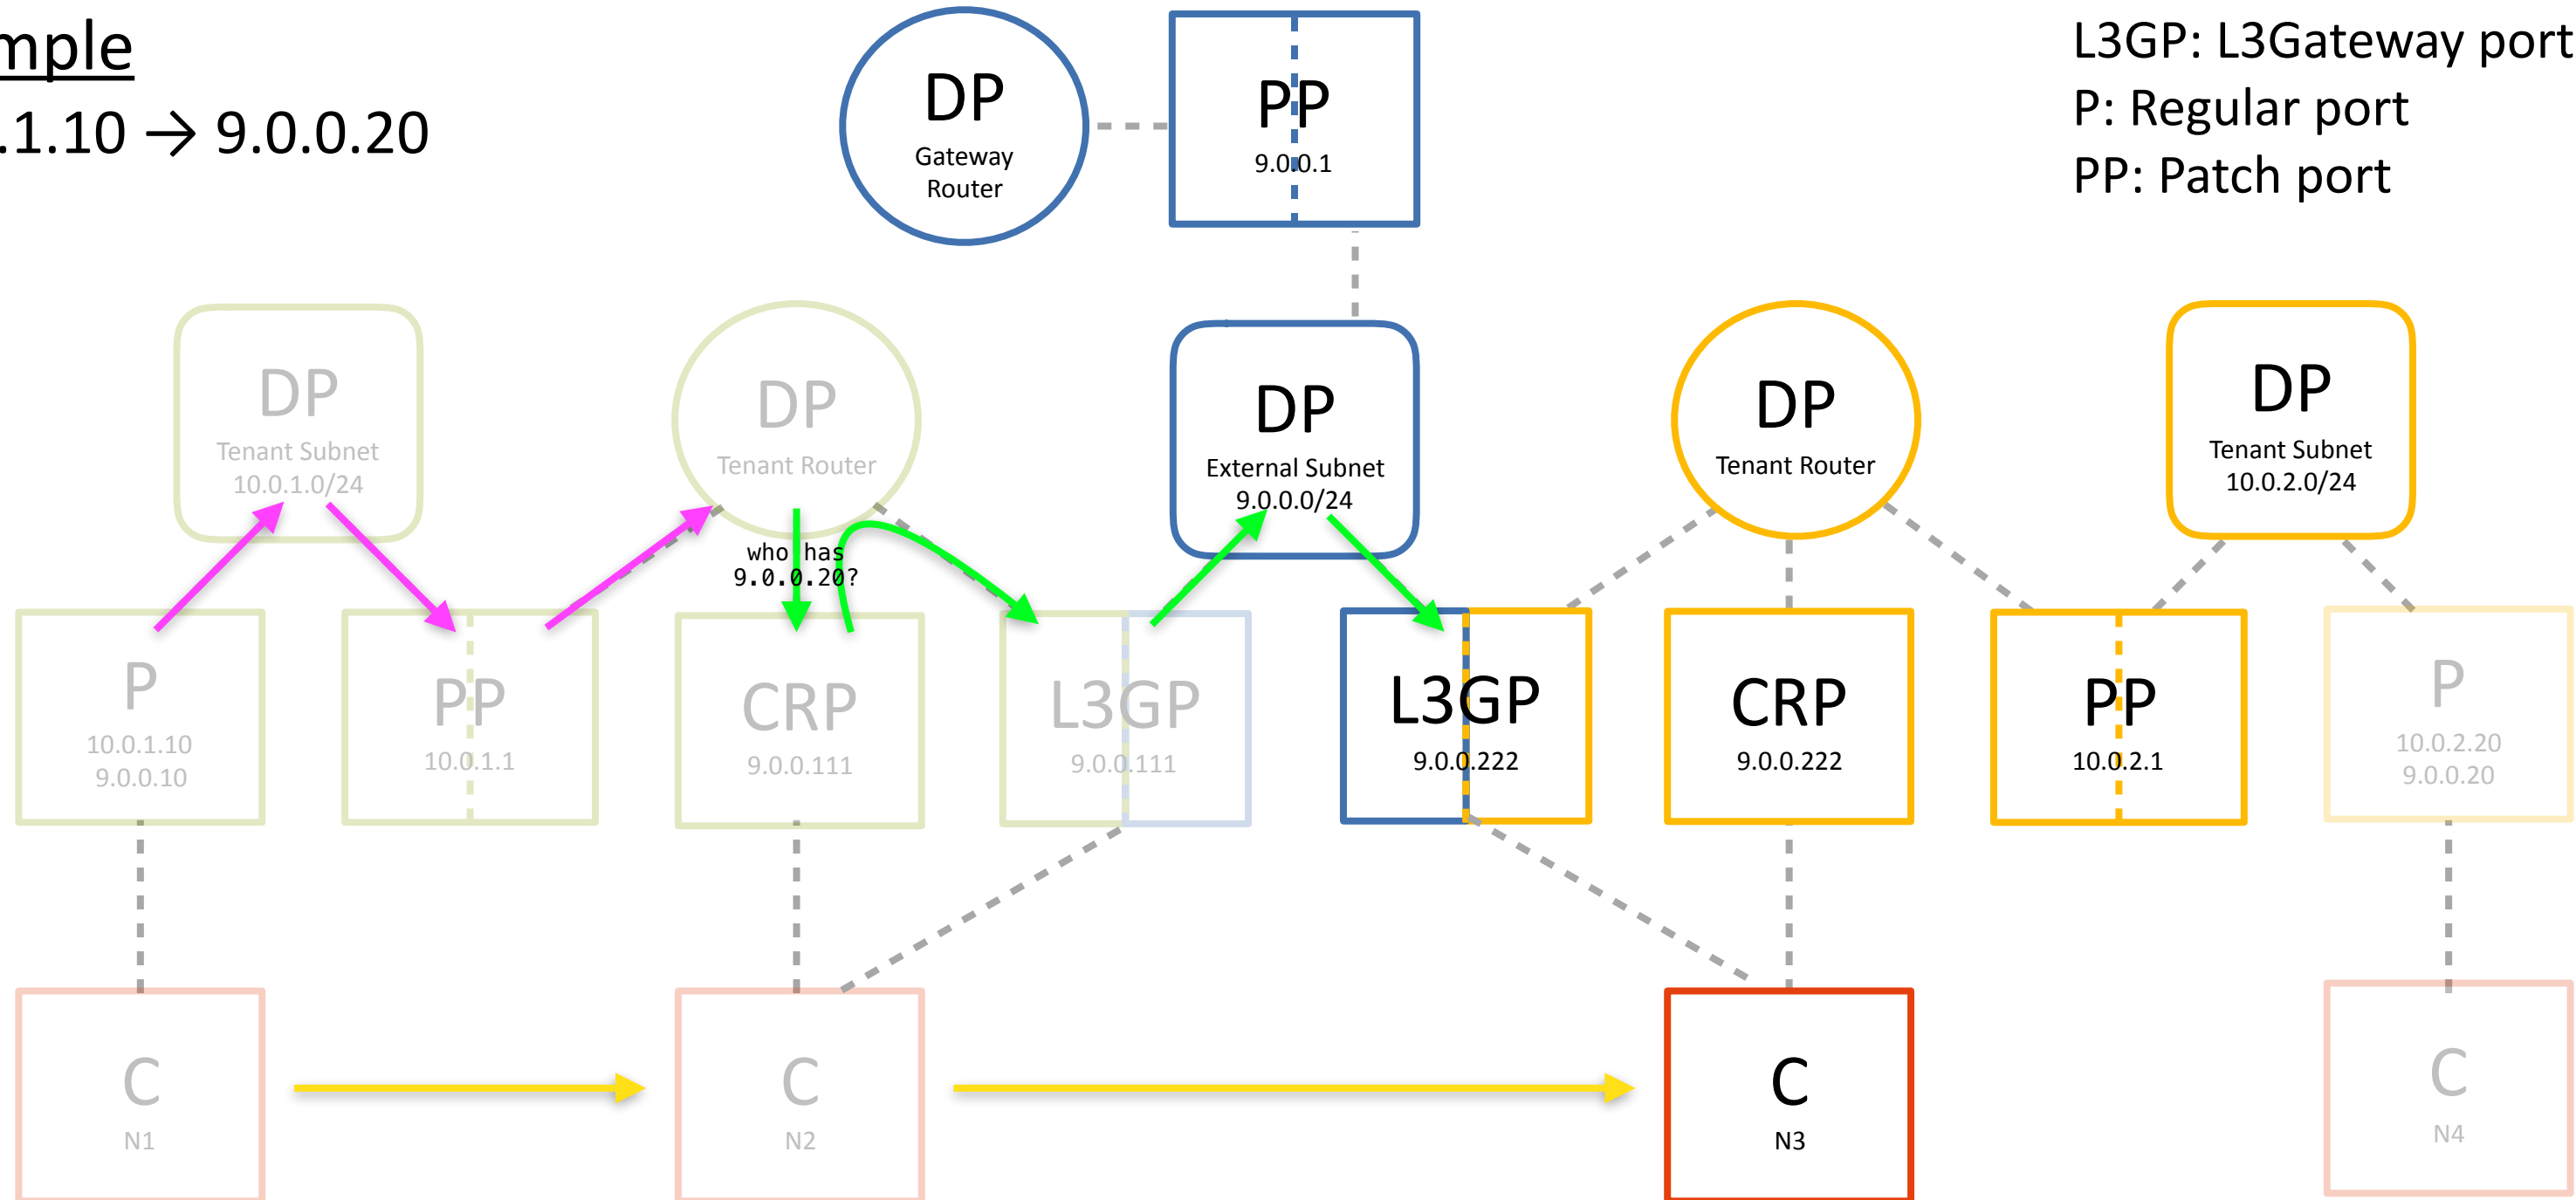 mple
.1.10 → 9.0.0.20
L3GP: L3Gateway port
P: Regular port
PP: Patch port
DP
Gateway
Router
PP
9.0.0.1
DP
Tenant Subnet
10.0.1.0/24
DP
Tenant Router
DP
External Subnet
9.0.0.0/24
DP
Tenant Router
DP
Tenant Subnet
10.0.2.0/24
who has
9.0.0.20?
P
10.0.1.10
9.0.0.10
PP
10.0.1.1
CRP
9.0.0.111
L3GP
9.0.0.111
L3GP
9.0.0.222
CRP
9.0.0.222
PP
10.0.2.1
P
10.0.2.20
9.0.0.20
C
N1
C
N2
C
N3
C
N4